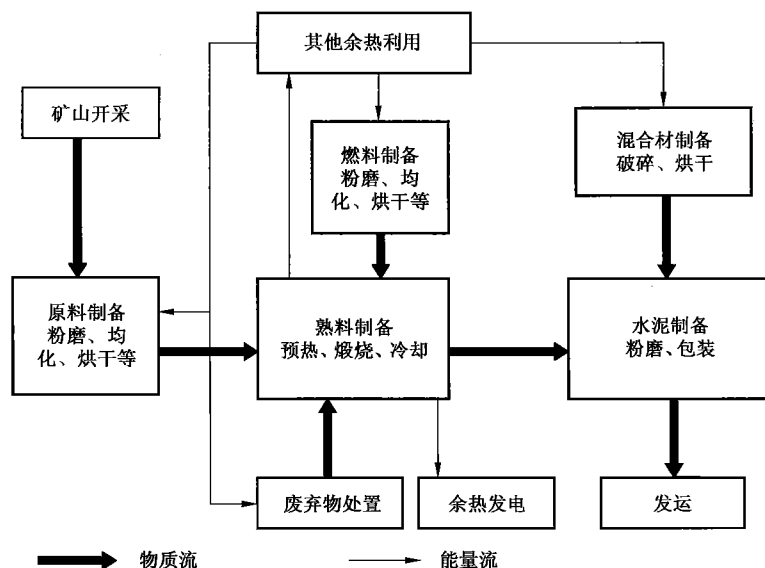 其他余热利用
矿山开采
燃料制备
粉磨、均
化、烘干等
混合材制备
破碎、烘干
原料制备
粉磨、均
化、烘干等
熟料制备
预热、煅烧、冷却
水泥制备
粉磨、包装
废弃物处置
余热发电
发运
物质流
能量流